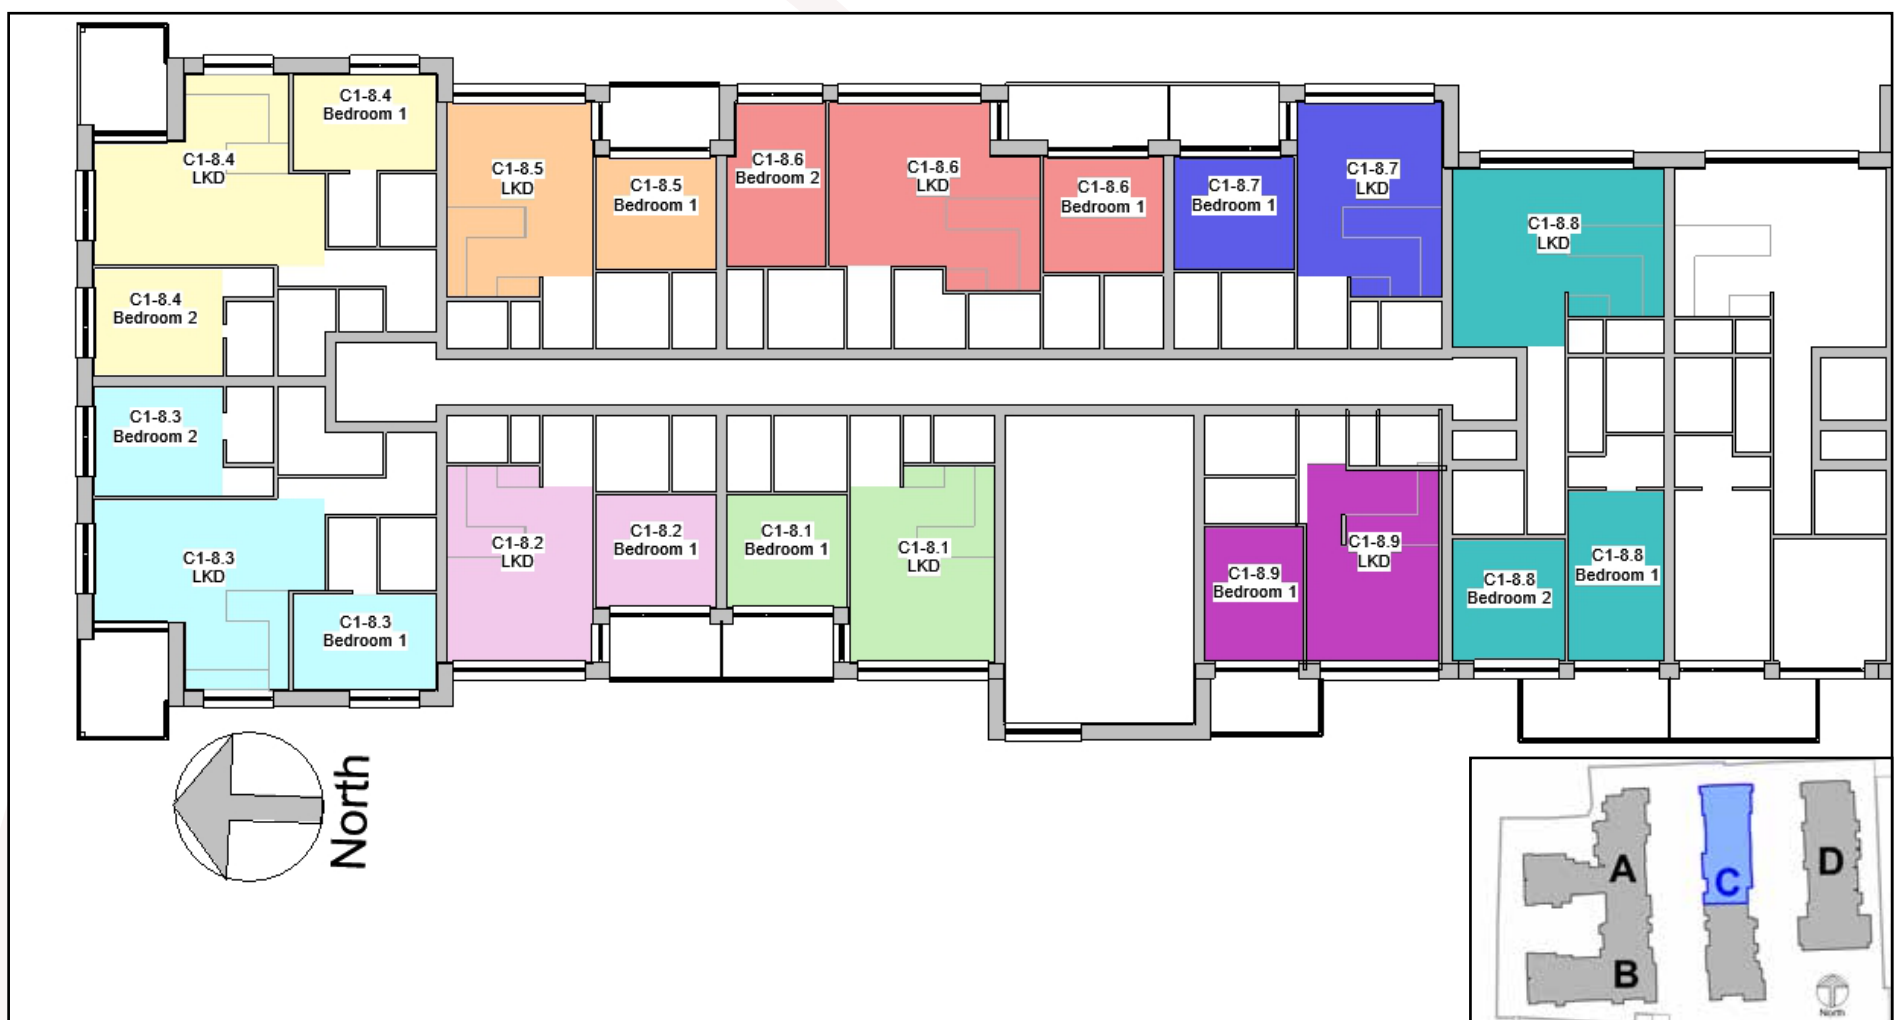 C1-8.4
Bedroom 1
C1-8.4
LKD
C1-8.5
LKD
C1-8.5
Bedroom 1
C1-8.6
Bedroom 2
C1-8.6
LKD
C1-8.6
Bedroom 1
C1-8.7
Bedroom 1
C1-8.7
LKD
C1-8.8
LKD
C1-8.4
Bedroom 2
C1-8.3
Bedroom 2
C1-8.3
LKD
C1-8.3
Bedroom 1
C1-8.2
LKD
C1-8.2
Bedroom 1
C1-8.1
Bedroom 1
C1-8.1
LKD
C1-8.9
Bedroom 1
C1-8.9
LKD
C1-8.8
Bedroom 2
C1-8.8
Bedroom 1
North
A
C
D
B
North